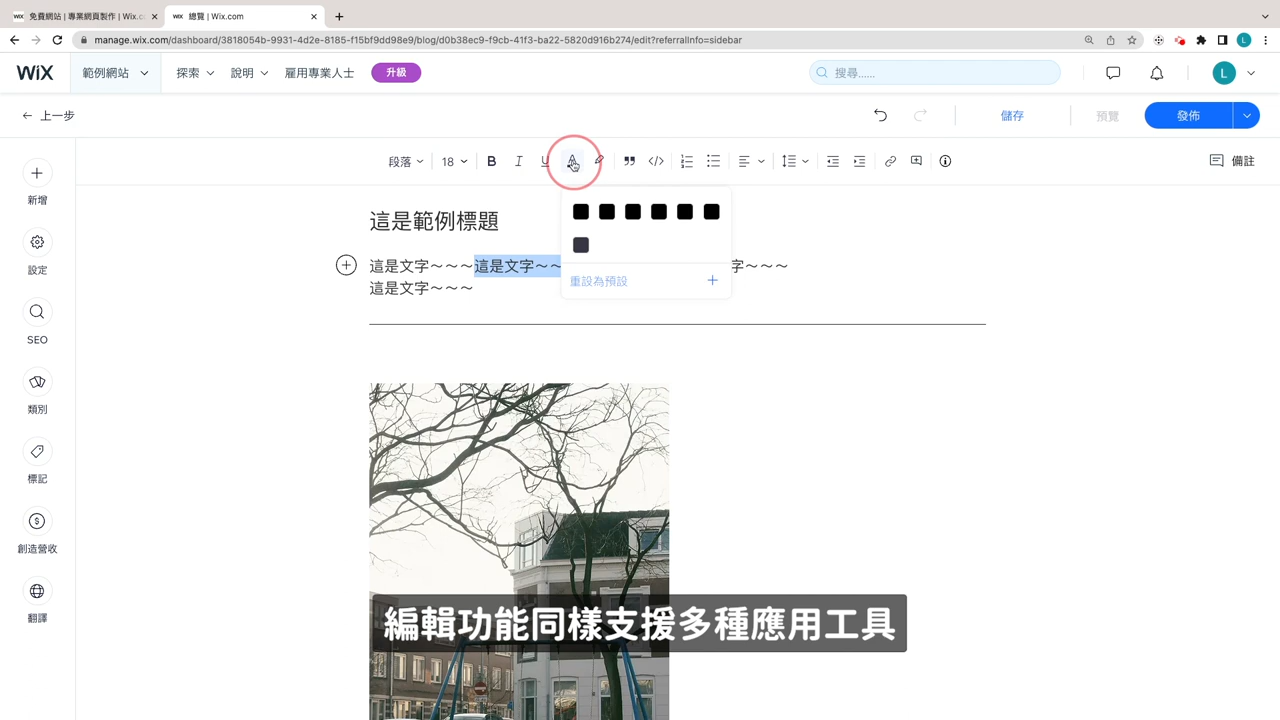 WiX 免費網站 | 專業網頁製作 | Wix.c
WiX 總覽 | Wix.com
manage.wix.com/dashboard/3818054b-9931-4d2e-8185-f15bf9dd98e9/blog/d0b38ec9-f9cb-41f3-ba22-5820d916b274/edit?referralInfo=sidebar
L
WiX 範例網站 探索 說明 雇用專業人士 升級 搜尋...... L
上一步 儲存 預覽 發佈
段落 18 B I U A 備註
新增
設定
SEO
類別
標記
創造營收
翻譯
重設為預設
這是範例標題
這是文字～～～這是文字～～ 字～～～
這是文字～～～
編輯功能同樣支援多種應用工具